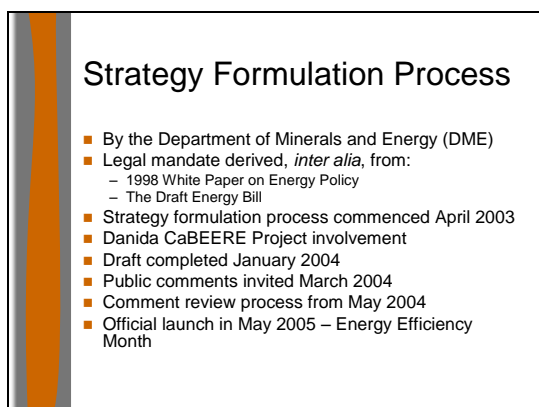 Strategy Formulation Process
■ By the Department of Minerals and Energy (DME)
■ Legal mandate derived, inter alia, from:
– 1998 White Paper on Energy Policy
– The Draft Energy Bill
■ Strategy formulation process commenced April 2003
■ Danida CaBEERE Project involvement
■ Draft completed January 2004
■ Public comments invited March 2004
■ Comment review process from May 2004
■ Official launch in May 2005 – Energy Efficiency
Month